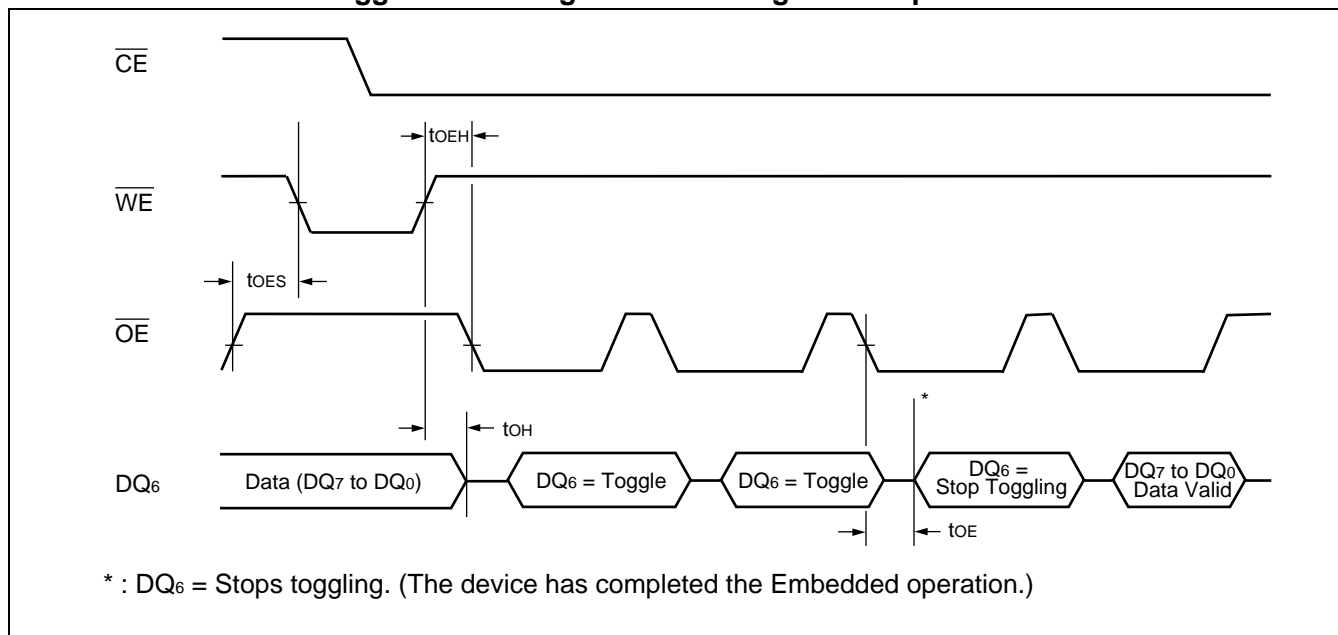 CE
tOEH
WE
tOES
OE
*
tOH
DQ6
Data (DQ7 to DQ0)
DQ6 = Toggle
DQ6 = Toggle
DQ6 =
Stop Toggling
DQ7 to DQ0
Data Valid
tOE
* : DQ6 = Stops toggling. (The device has completed the Embedded operation.)